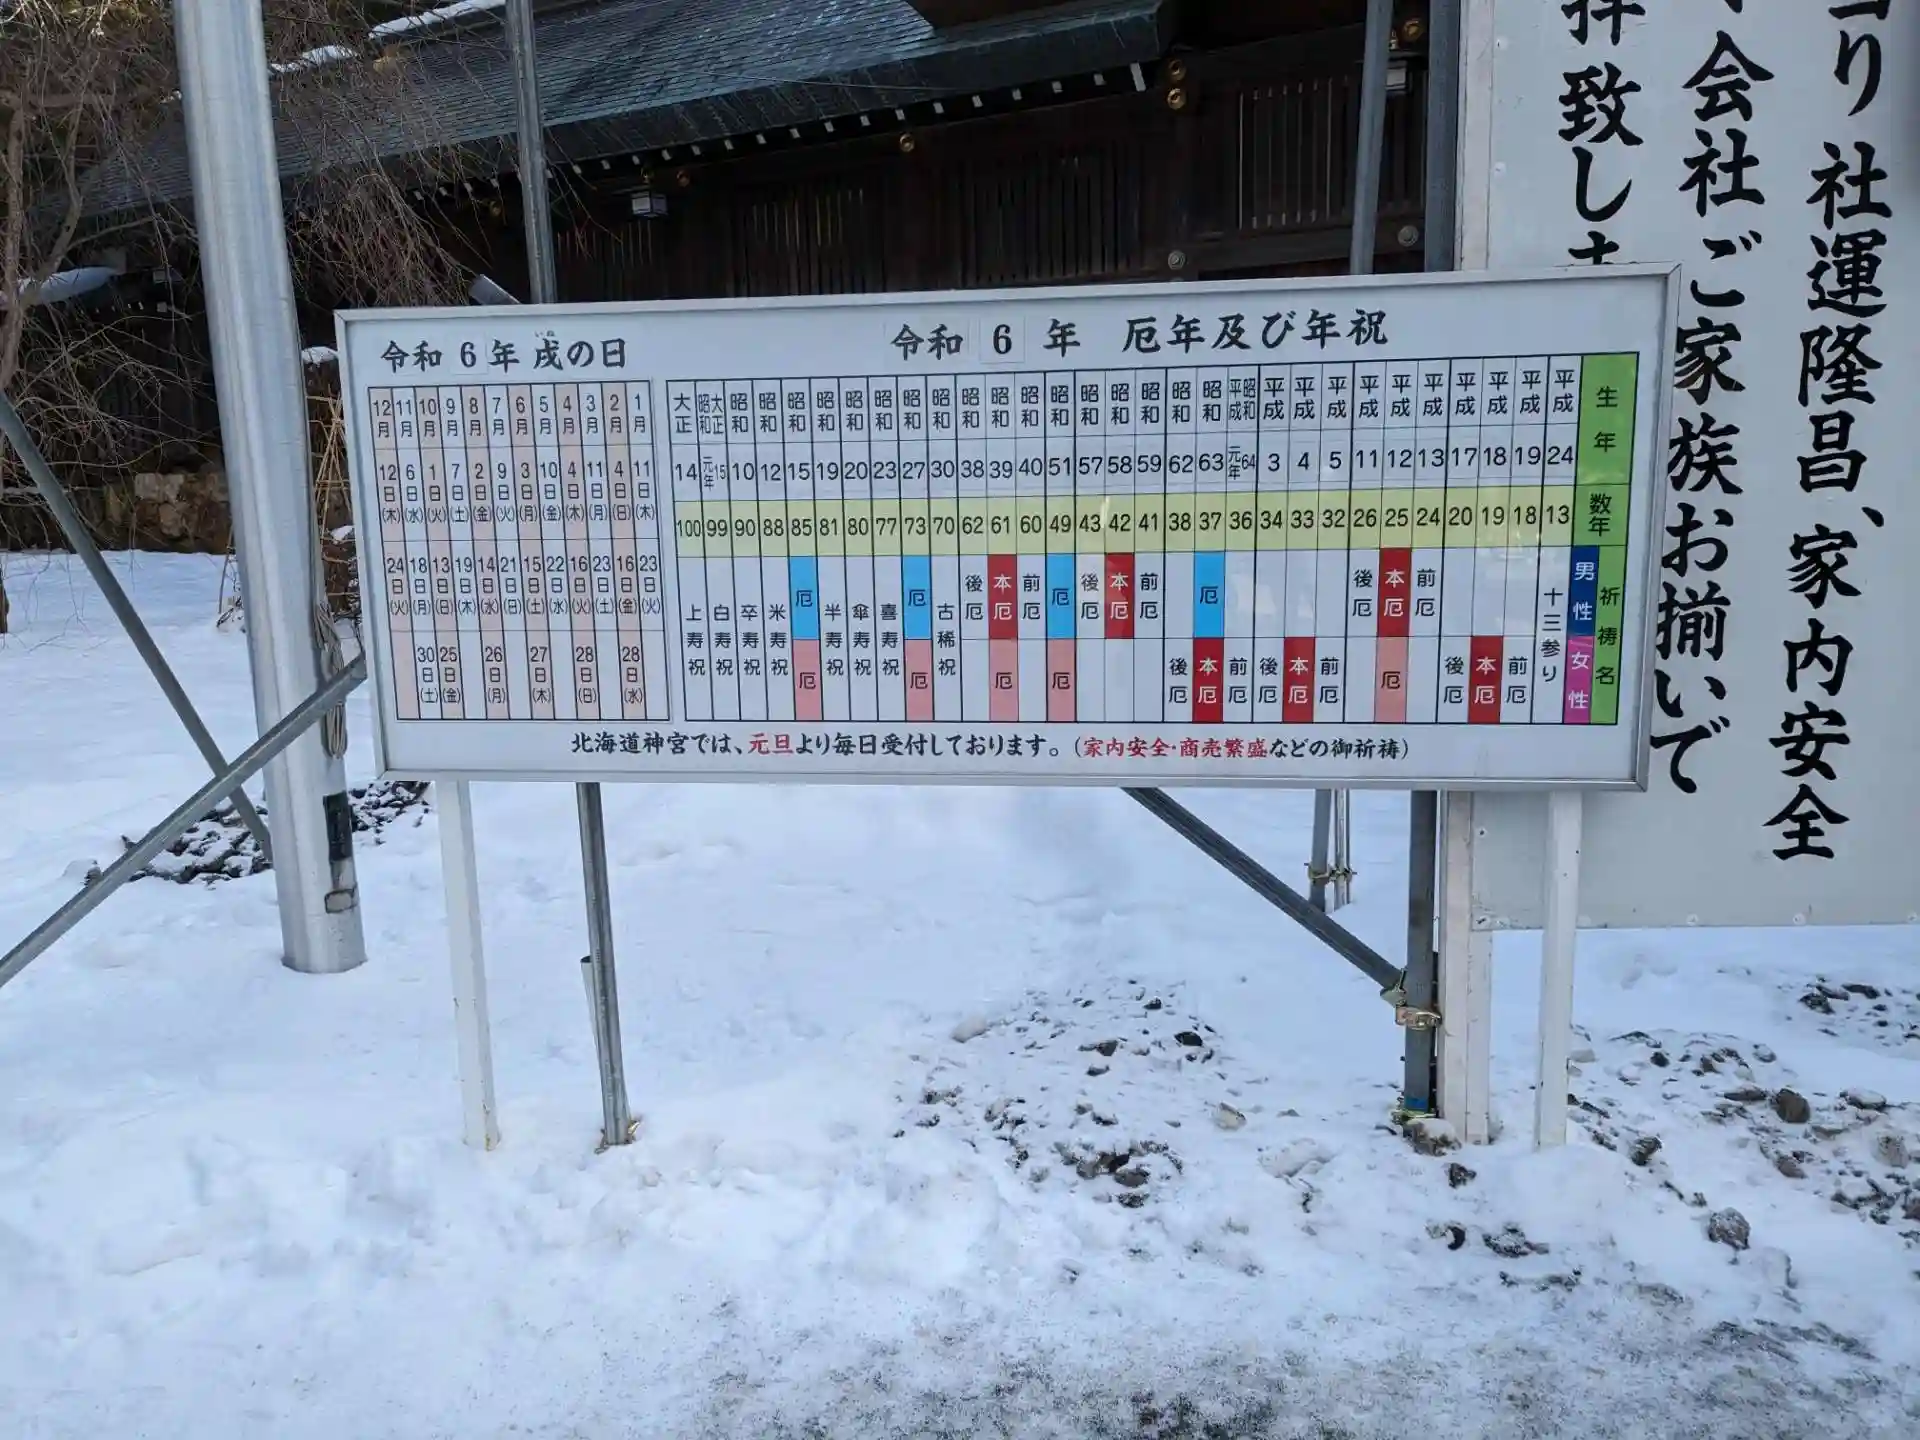 令和6年戌の日
いぬ
12月 11月 10月 9月 8月 7月 6月 5月 4月 3月 2月 1月
12日(木) 6日(水) 1日(火) 7日(土) 2日(金) 9日(火) 3日(月) 10日(金) 4日(木) 11日(月) 4日(日) 11日(木)
24日(火) 18日(月) 13日(日) 19日(木) 14日(水) 21日(日) 15日(土) 22日(水) 16日(火) 23日(土) 16日(金) 23日(火)
30日(土) 25日(金) 26日(月) 27日(木) 28日(日) 28日(水)
令和 6 年 厄年及び年祝
大正 昭和大正 昭和 昭和 昭和 昭和 昭和 昭和 昭和 昭和 昭和 昭和 昭和 昭和 昭和 昭和 昭和 昭和 昭和 平成昭和 平成 平成 平成 平成 平成 平成 平成 平成 平成 平成 生年
14 元年15 10 12 15 19 20 23 27 30 38 39 40 51 57 58 59 62 63 元年64 3 4 5 11 12 13 17 18 19 24
100 99 90 88 85 81 80 77 73 70 62 61 60 49 43 42 41 38 37 36 34 33 32 26 25 24 20 19 18 13 数年
上寿祝 白寿祝 卒寿祝 米寿祝 厄 半寿祝 傘寿祝 喜寿祝 厄 古稀祝 後厄 本厄 前厄 厄 後厄 本厄 前厄 厄 後厄 本厄 前厄 十三参り 男性 祈祷名
厄 厄 厄 厄 後厄 本厄 前厄 後厄 本厄 前厄 厄 後厄 本厄 前厄 女性
北海道神宮では、元旦より毎日受付しております。(家内安全・商売繁盛などの御祈祷)
り 社運隆昌、家内安全
会社ご家族お揃いで
拝致しま